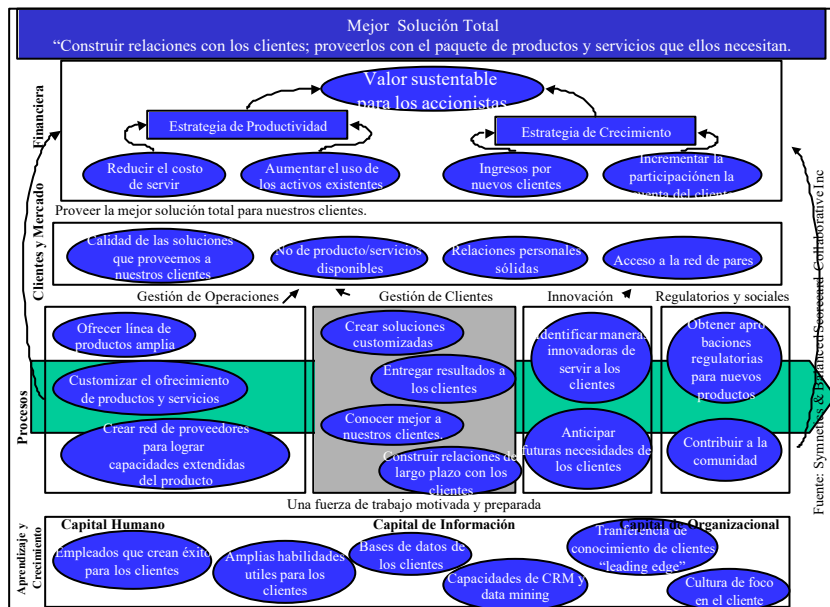 Mejor Solución Total
“Construir relaciones con los clientes; proveerlos con el paquete de productos y servicios que ellos necesitan.
Financiera
Valor sustentable
para los accionistas
Estrategia de Productividad
Estrategia de Crecimiento
Reducir el costo
de servir
Aumentar el uso de
los activos existentes
Ingresos por
nuevos clientes
Incrementar la
participaciónen la
cuenta del cliente
Clientes y Mercado
Proveer la mejor solución total para nuestros clientes.
Calidad de las soluciones
que proveemos a
nuestros clientes
No de producto/servicios
disponibles
Relaciones personales
sólidas
Acceso a la red de pares
Procesos
Gestión de Operaciones
Gestión de Clientes
Innovación
Regulatorios y sociales
Ofrecer línea de
productos amplia
Customizar el ofrecimiento
de productos y servicios
Crear red de proveedores
para lograr
capacidades extendidas
del producto
Crear soluciones
customizadas
Entregar resultados a
los clientes
Conocer mejor a
nuestros clientes.
Construir relaciones de
largo plazo con los
clientes
Identificar maneras
innovadoras de
servir a los
clientes
Anticipar
futuras necesidades de
los clientes
Obtener apro
baciones
regulatorias
para nuevos
productos
Contribuir a la
comunidad
Una fuerza de trabajo motivada y preparada
Aprendizaje y
Crecimiento
Capital Humano
Capital de Información
Capital de Organizacional
Empleados que crean éxito
para los clientes
Amplias habilidades
utiles para los
clientes
Bases de datos de
los clientes
Capacidades de CRM y
data mining
Tranferencia de
conocimiento de clientes
“leading edge”
Cultura de foco
en el cliente
Fuente: Symnetics & Balanced Scorecard Collaborative Inc